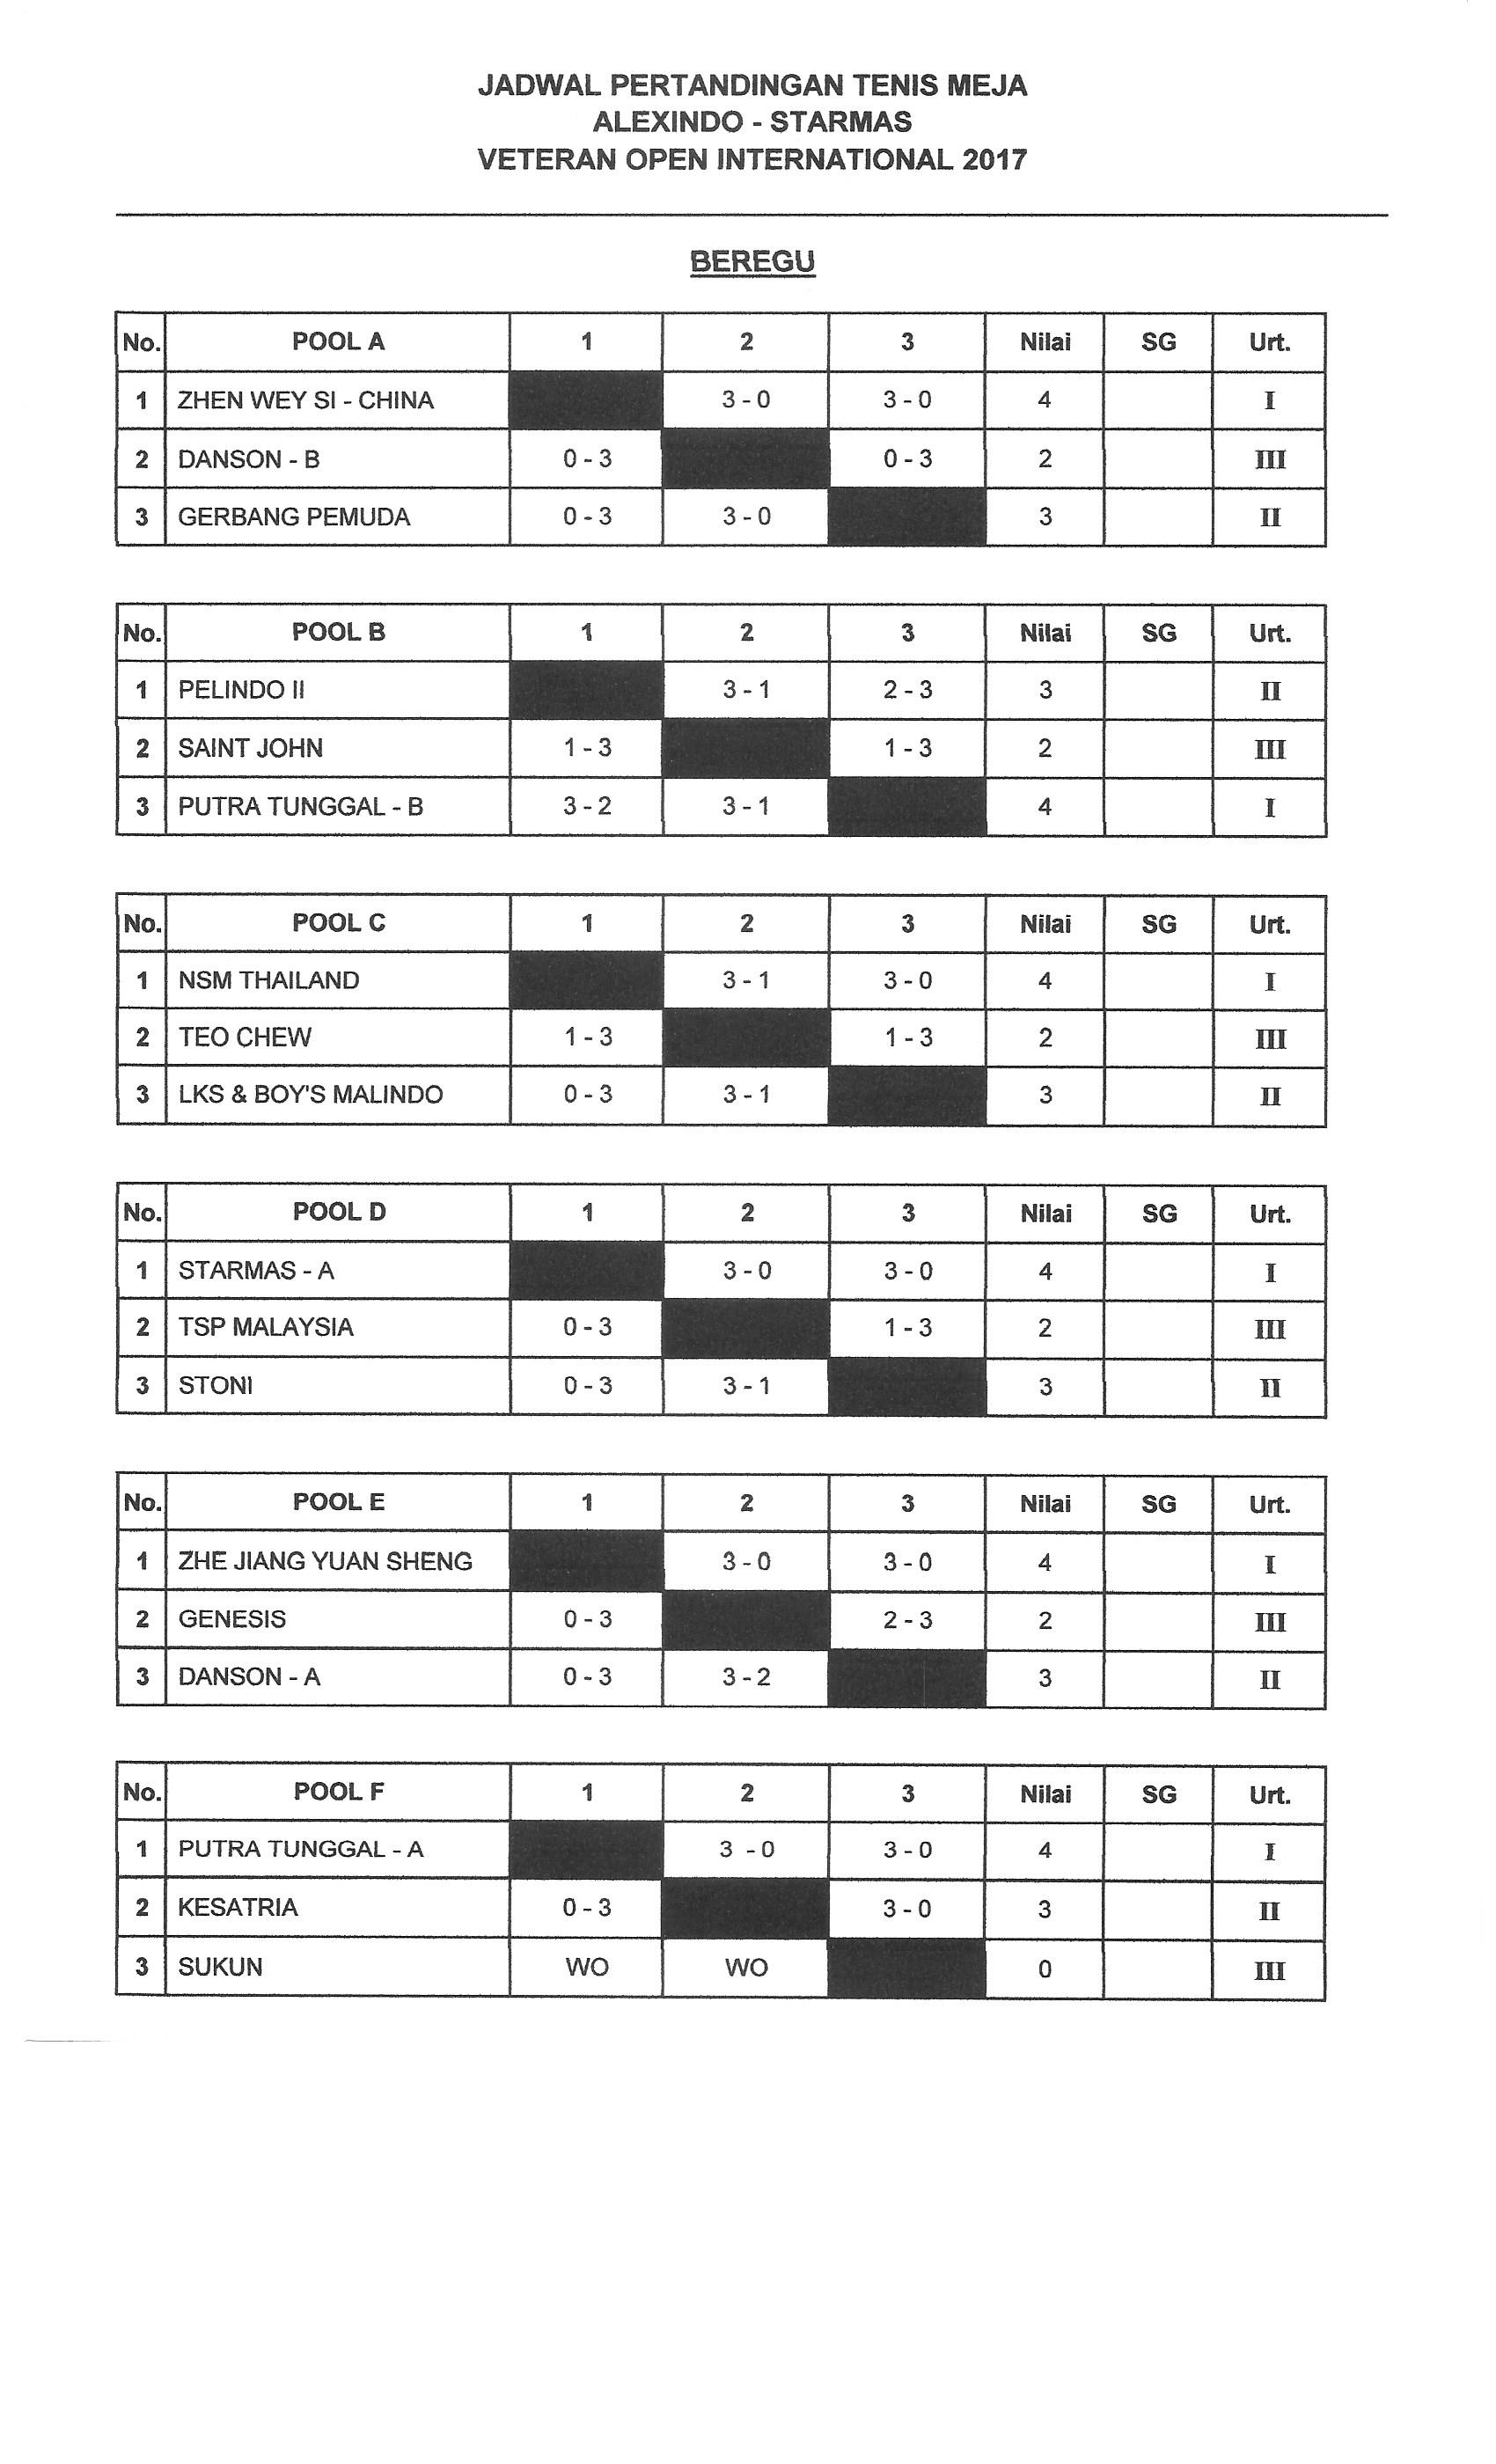 JADWAL PERTANDINGAN TENIS MEJA
ALEXINDO - STARMAS
VETERAN OPEN INTERNATIONAL 2017
BEREGU
No. POOL A 1 2 3 Nilai SG Urt.
1 ZHEN WEY SI - CHINA 3 - 0 3 - 0 4 I
2 DANSON - B 0 - 3 0 - 3 2 III
3 GERBANG PEMUDA 0 - 3 3 - 0 3 II
No. POOL B 1 2 3 Nilai SG Urt.
1 PELINDO II 3 - 1 2 - 3 3 II
2 SAINT JOHN 1 - 3 1 - 3 2 III
3 PUTRA TUNGGAL - B 3 - 2 3 - 1 4 I
No. POOL C 1 2 3 Nilai SG Urt.
1 NSM THAILAND 3 - 1 3 - 0 4 I
2 TEO CHEW 1 - 3 1 - 3 2 III
3 LKS & BOY'S MALINDO 0 - 3 3 - 1 3 II
No. POOL D 1 2 3 Nilai SG Urt.
1 STARMAS - A 3 - 0 3 - 0 4 I
2 TSP MALAYSIA 0 - 3 1 - 3 2 III
3 STONI 0 - 3 3 - 1 3 II
No. POOL E 1 2 3 Nilai SG Urt.
1 ZHE JIANG YUAN SHENG 3 - 0 3 - 0 4 I
2 GENESIS 0 - 3 2 - 3 2 III
3 DANSON - A 0 - 3 3 - 2 3 II
No. POOL F 1 2 3 Nilai SG Urt.
1 PUTRA TUNGGAL - A 3 - 0 3 - 0 4 I
2 KESATRIA 0 - 3 3 - 0 3 II
3 SUKUN WO WO 0 III